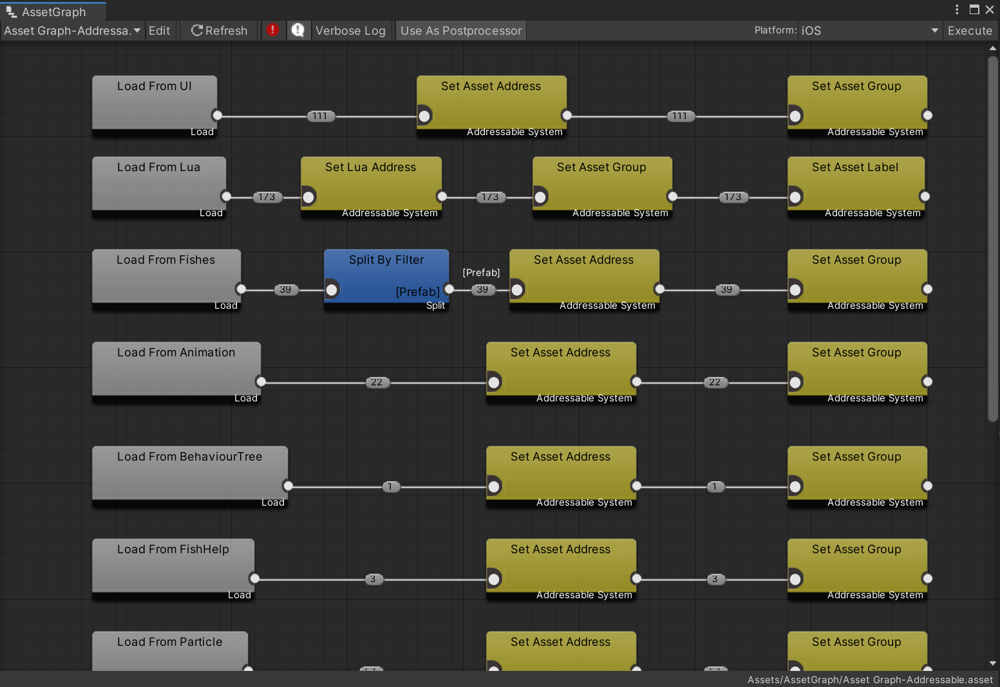 AssetGraph
Asset Graph-Addressa. Edit Refresh Verbose Log Use As Postprocessor Platform: iOS Execute
Load From UI Set Asset Address Set Asset Group
111 111
Load Addressable System Addressable System
Load From Lua Set Lua Address Set Asset Group Set Asset Label
173 173 173
Load Addressable System Addressable System Addressable System
Load From Fishes Split By Filter Set Asset Address Set Asset Group
[Prefab]
39 [Prefab] 39 39
Load Split Addressable System Addressable System
Load From Animation Set Asset Address Set Asset Group
22 22
Load Addressable System Addressable System
Load From BehaviourTree Set Asset Address Set Asset Group
1 1
Load Addressable System Addressable System
Load From FishHelp Set Asset Address Set Asset Group
3 3
Load Addressable System Addressable System
Load From Particle Set Asset Address Set Asset Group
Assets/AssetGraph/Asset Graph-Addressable.asset